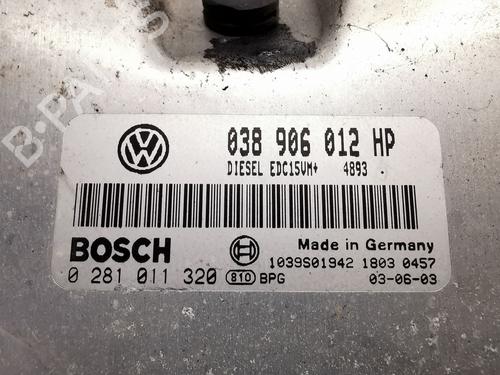 B-PARTS
038 906 012 HP
DIESEL EDC15VM+ 4893 .
BOSCH
Made in Germany
1039S01942 1803 0457
0 281 011 320 810 BPG 03-06-03